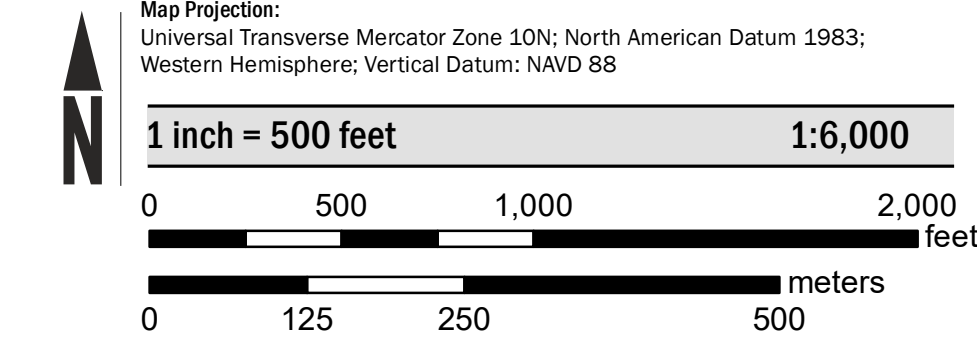 Map Projection:
Universal Transverse Mercator Zone 10N; North American Datum 1983;
Western Hemisphere; Vertical Datum: NAVD 88
N
1 inch = 500 feet 1:6,000
0 500 1,000 2,000
feet
meters
0 125 250 500